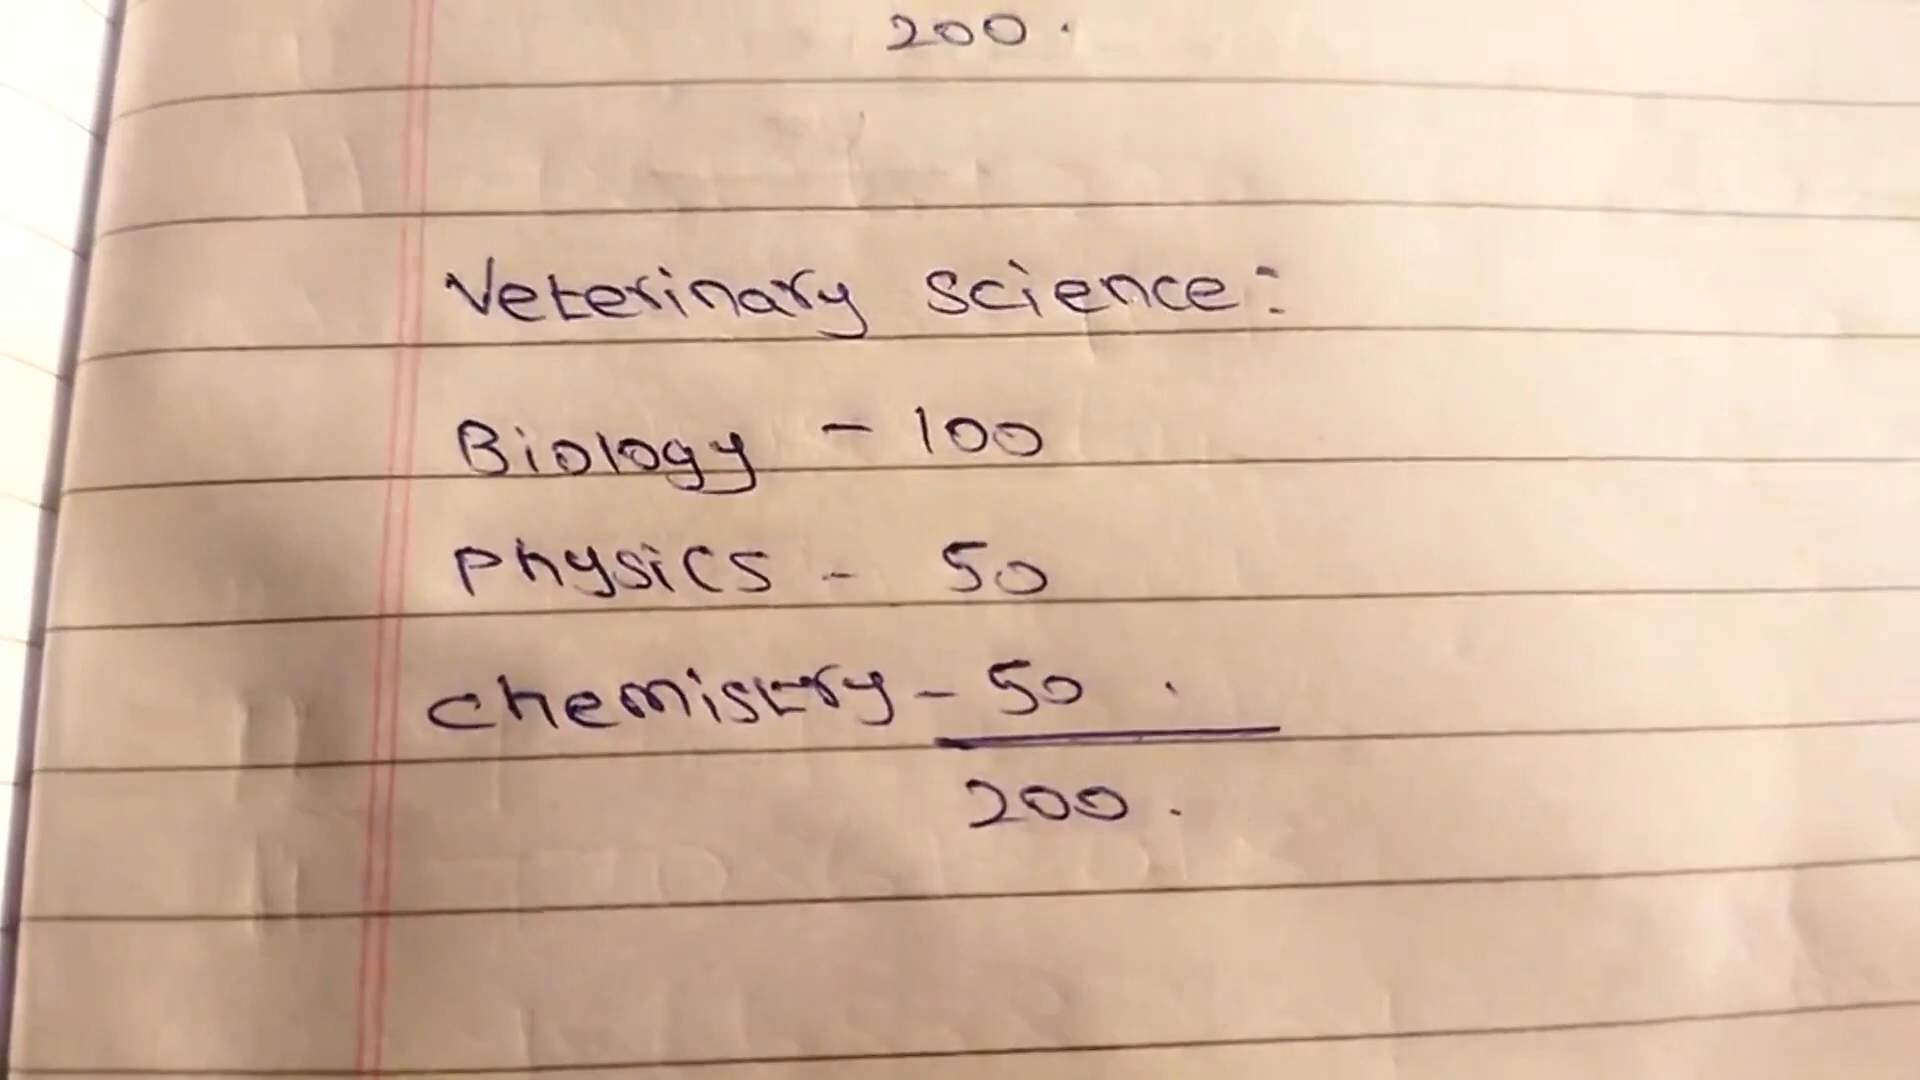 200.
Veterinary Science:
Biology - 100
Physics - 50
Chemistry - 50
200.